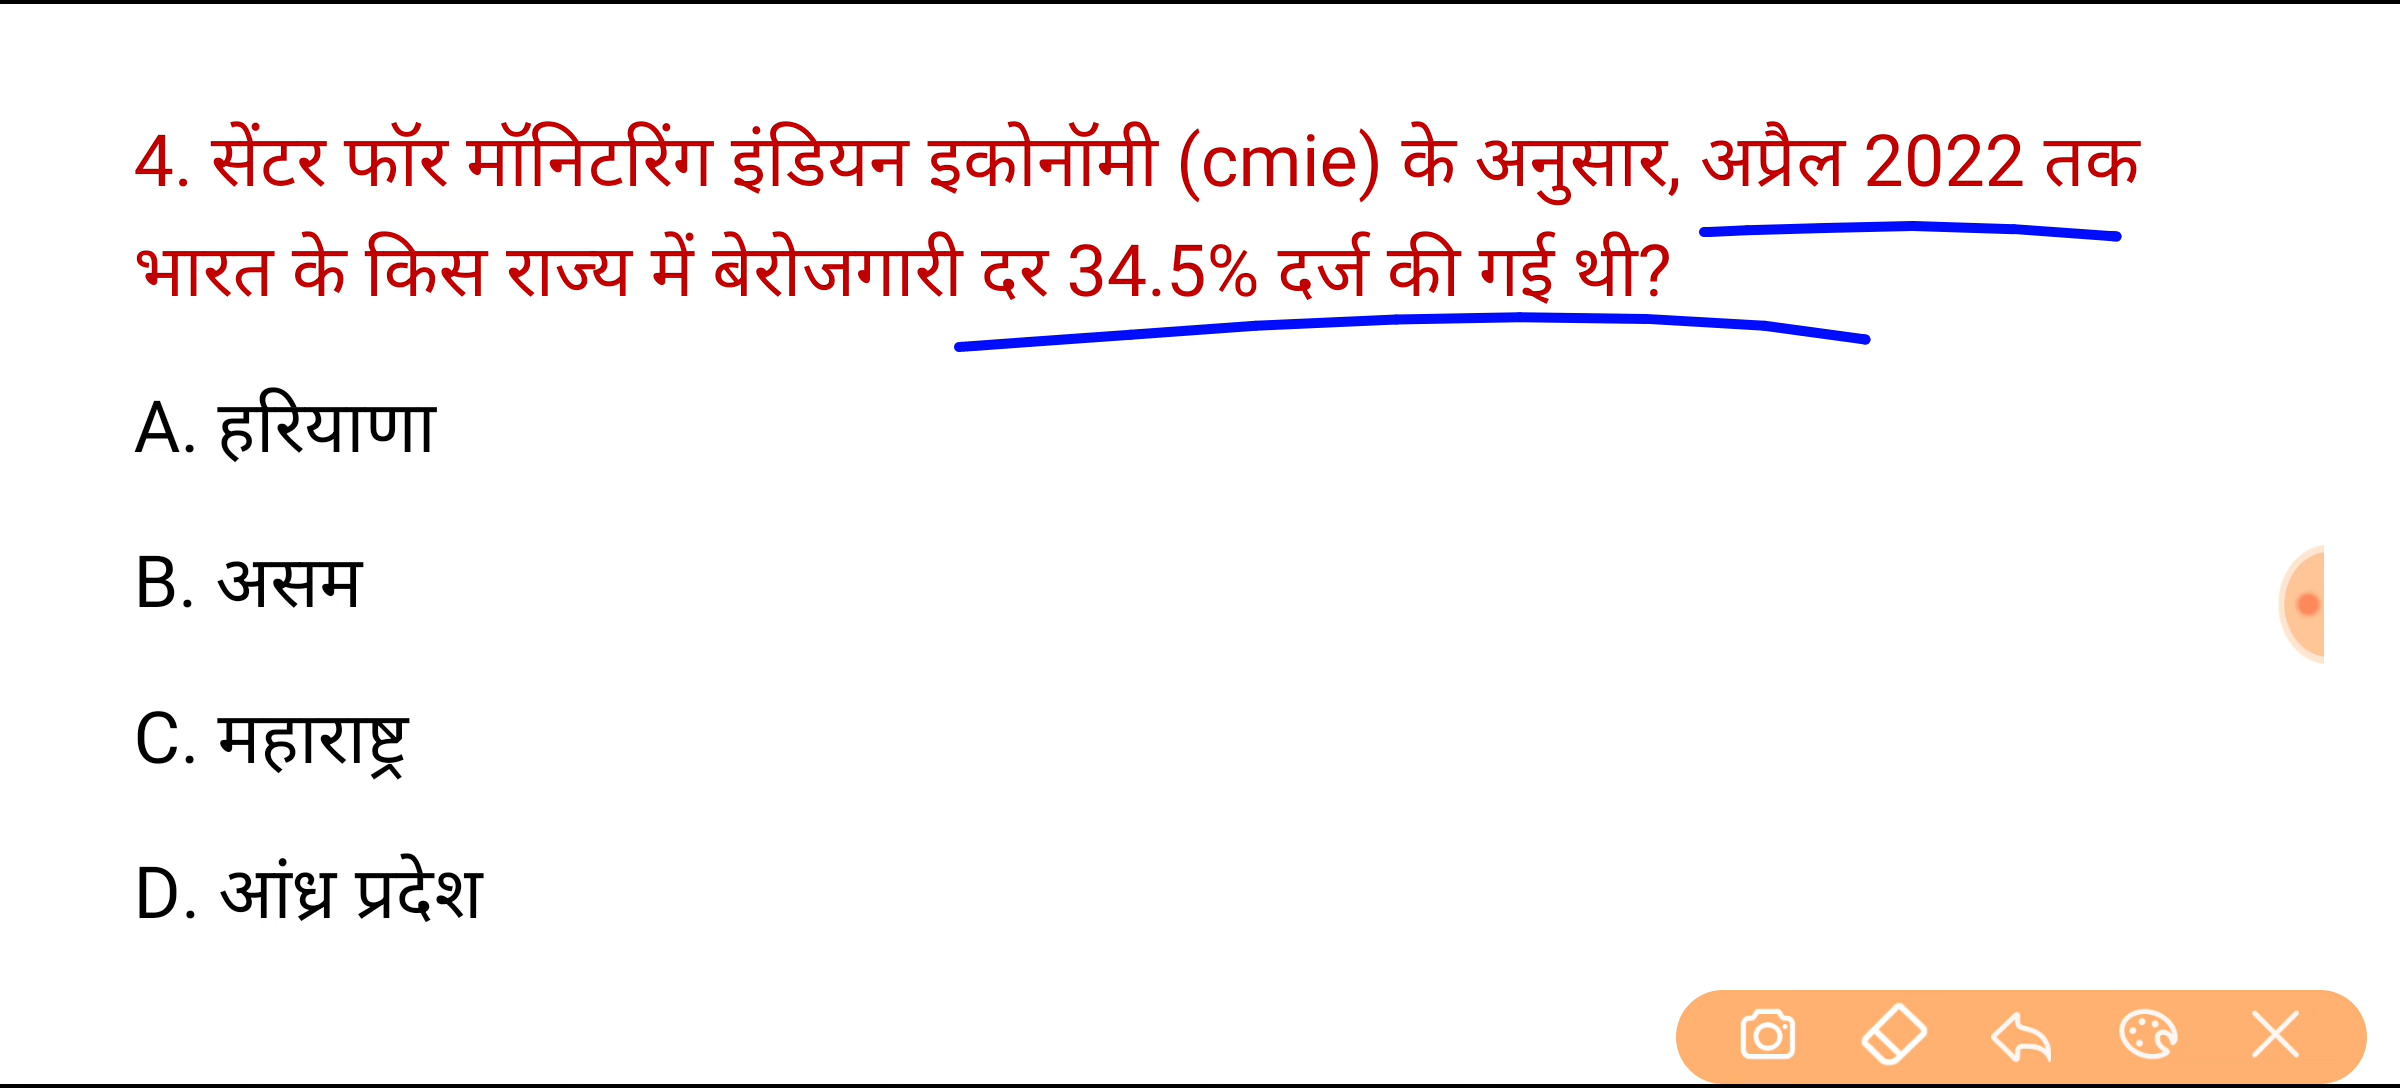 4. सेंटर फॉर मॉनिटरिंग इंडियन इकोनॉमी (cmie) के अनुसार, अप्रैल 2022 तक
भारत के किस राज्य में बेरोजगारी दर 34.5% दर्ज की गई थी?
A. हरियाणा
B. असम
C. महाराष्ट्र
D. आंध्र प्रदेश